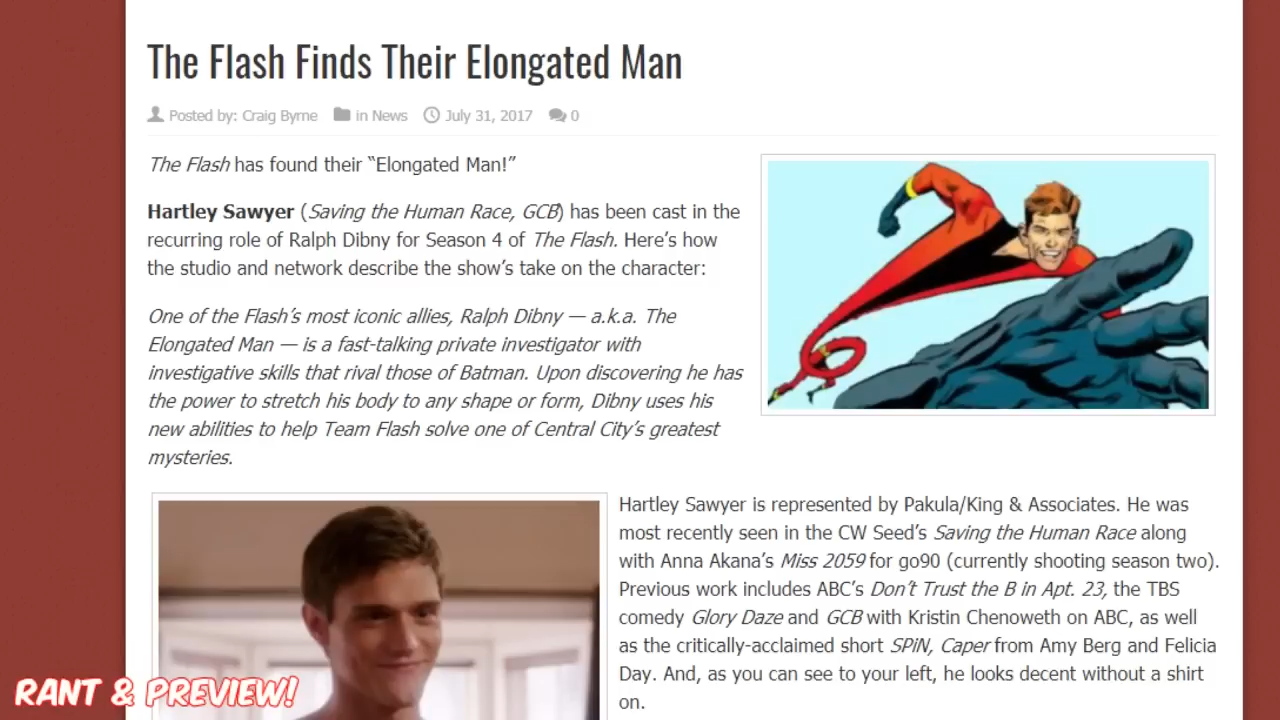 The Flash Finds Their Elongated Man
Posted by: Craig Byrne in News July 31, 2017 0
The Flash has found their “Elongated Man!”
Hartley Sawyer (Saving the Human Race, GCB) has been cast in the
recurring role of Ralph Dibny for Season 4 of The Flash. Here’s how
the studio and network describe the show’s take on the character:
One of the Flash’s most iconic allies, Ralph Dibny — a.k.a. The
Elongated Man — is a fast-talking private investigator with
investigative skills that rival those of Batman. Upon discovering he has
the power to stretch his body to any shape or form, Dibny uses his
new abilities to help Team Flash solve one of Central City’s greatest
mysteries.
Hartley Sawyer is represented by Pakula/King & Associates. He was
most recently seen in the CW Seed’s Saving the Human Race along
with Anna Akana’s Miss 2059 for go90 (currently shooting season two).
Previous work includes ABC’s Don’t Trust the B in Apt. 23, the TBS
comedy Glory Daze and GCB with Kristin Chenoweth on ABC, as well
as the critically-acclaimed short SPiN, Caper from Amy Berg and Felicia
Day. And, as you can see to your left, he looks decent without a shirt
on.
RANT & PREVIEW!